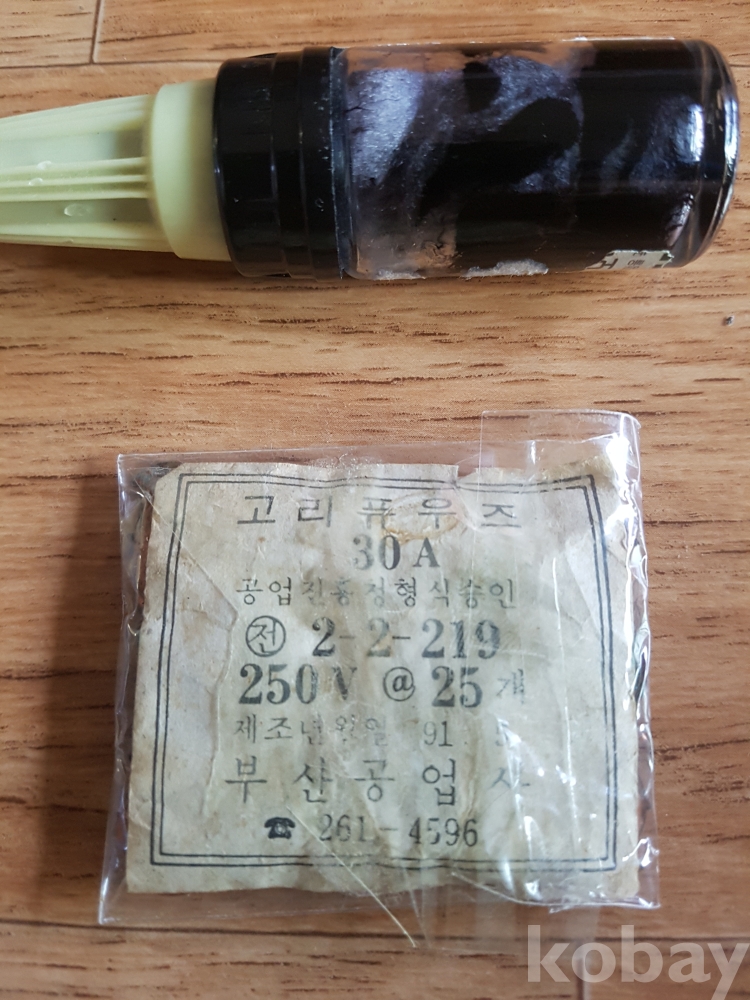 고리퓨우즈
30A
공업진흥청형식승인
㊝ 2-2-219
250V @ 25개
제조년월일 91. 5
부산공업사
☎ 261-4596
kobay